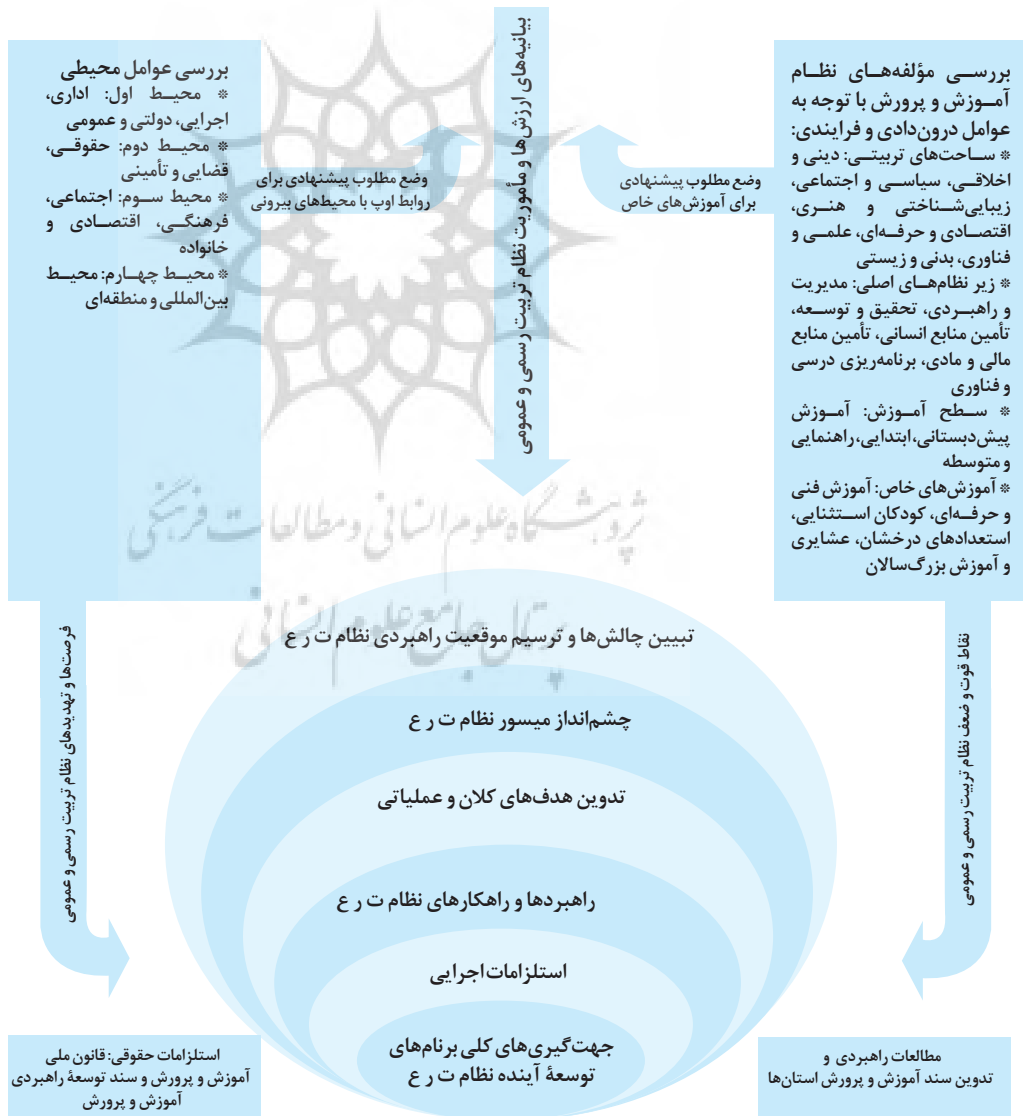 بررسی مؤلفه‌های نظام
آموزش و پرورش با توجه به
عوامل درون‌دادی و فرایندی:
* ساحت‌های تربیتی: دینی و
اخلاقی، سیاسی و اجتماعی،
زیبایی‌شناختی و هنری،
اقتصادی و حرفه‌ای، علمی و
فناوری، بدنی و زیستی
* زیر نظام‌های اصلی: مدیریت
و راهبردی، تحقیق و توسعه،
تأمین منابع انسانی، تأمین منابع
مالی و مادی، برنامه‌ریزی درسی
و فناوری
* سطح آموزش: آموزش
پیش‌دبستانی، ابتدایی، راهنمایی
و متوسطه
* آموزش‌های خاص: آموزش فنی
و حرفه‌ای، کودکان استثنایی،
استعدادهای درخشان، عشایری
و آموزش بزرگ‌سالان
وضع مطلوب پیشنهادی
برای آموزش‌های خاص
بیانیه‌های ارزش‌ها و مأموریت نظام تربیت رسمی و عمومی
وضع مطلوب پیشنهادی برای
روابط اوپ با محیط‌های بیرونی
بررسی عوامل محیطی
* محیط اول: اداری،
اجرایی، دولتی و عمومی
* محیط دوم: حقوقی،
قضایی و تأمینی
* محیط سوم: اجتماعی،
فرهنگی، اقتصادی و
خانواده
* محیط چهارم: محیط
بین‌المللی و منطقه‌ای
پژوهشگاه علوم انسانی و مطالعات فرهنگی
پرتال جامع علوم انسانی
نقاط قوت و ضعف نظام تربیت رسمی و عمومی
فرصت‌ها و تهدیدهای نظام تربیت رسمی و عمومی
تبیین چالش‌ها و ترسیم موقعیت راهبردی نظام ت ر ع
چشم‌انداز میسور نظام ت ر ع
تدوین هدف‌های کلان و عملیاتی
راهبردها و راهکارهای نظام ت ر ع
استلزامات اجرایی
جهت‌گیری‌های کلی برنام‌های
توسعهٔ آینده نظام ت ر ع
مطالعات راهبردی و
تدوین سند آموزش و پرورش استان‌ها
استلزامات حقوقی: قانون ملی
آموزش و پرورش و سند توسعهٔ راهبردی
آموزش و پرورش